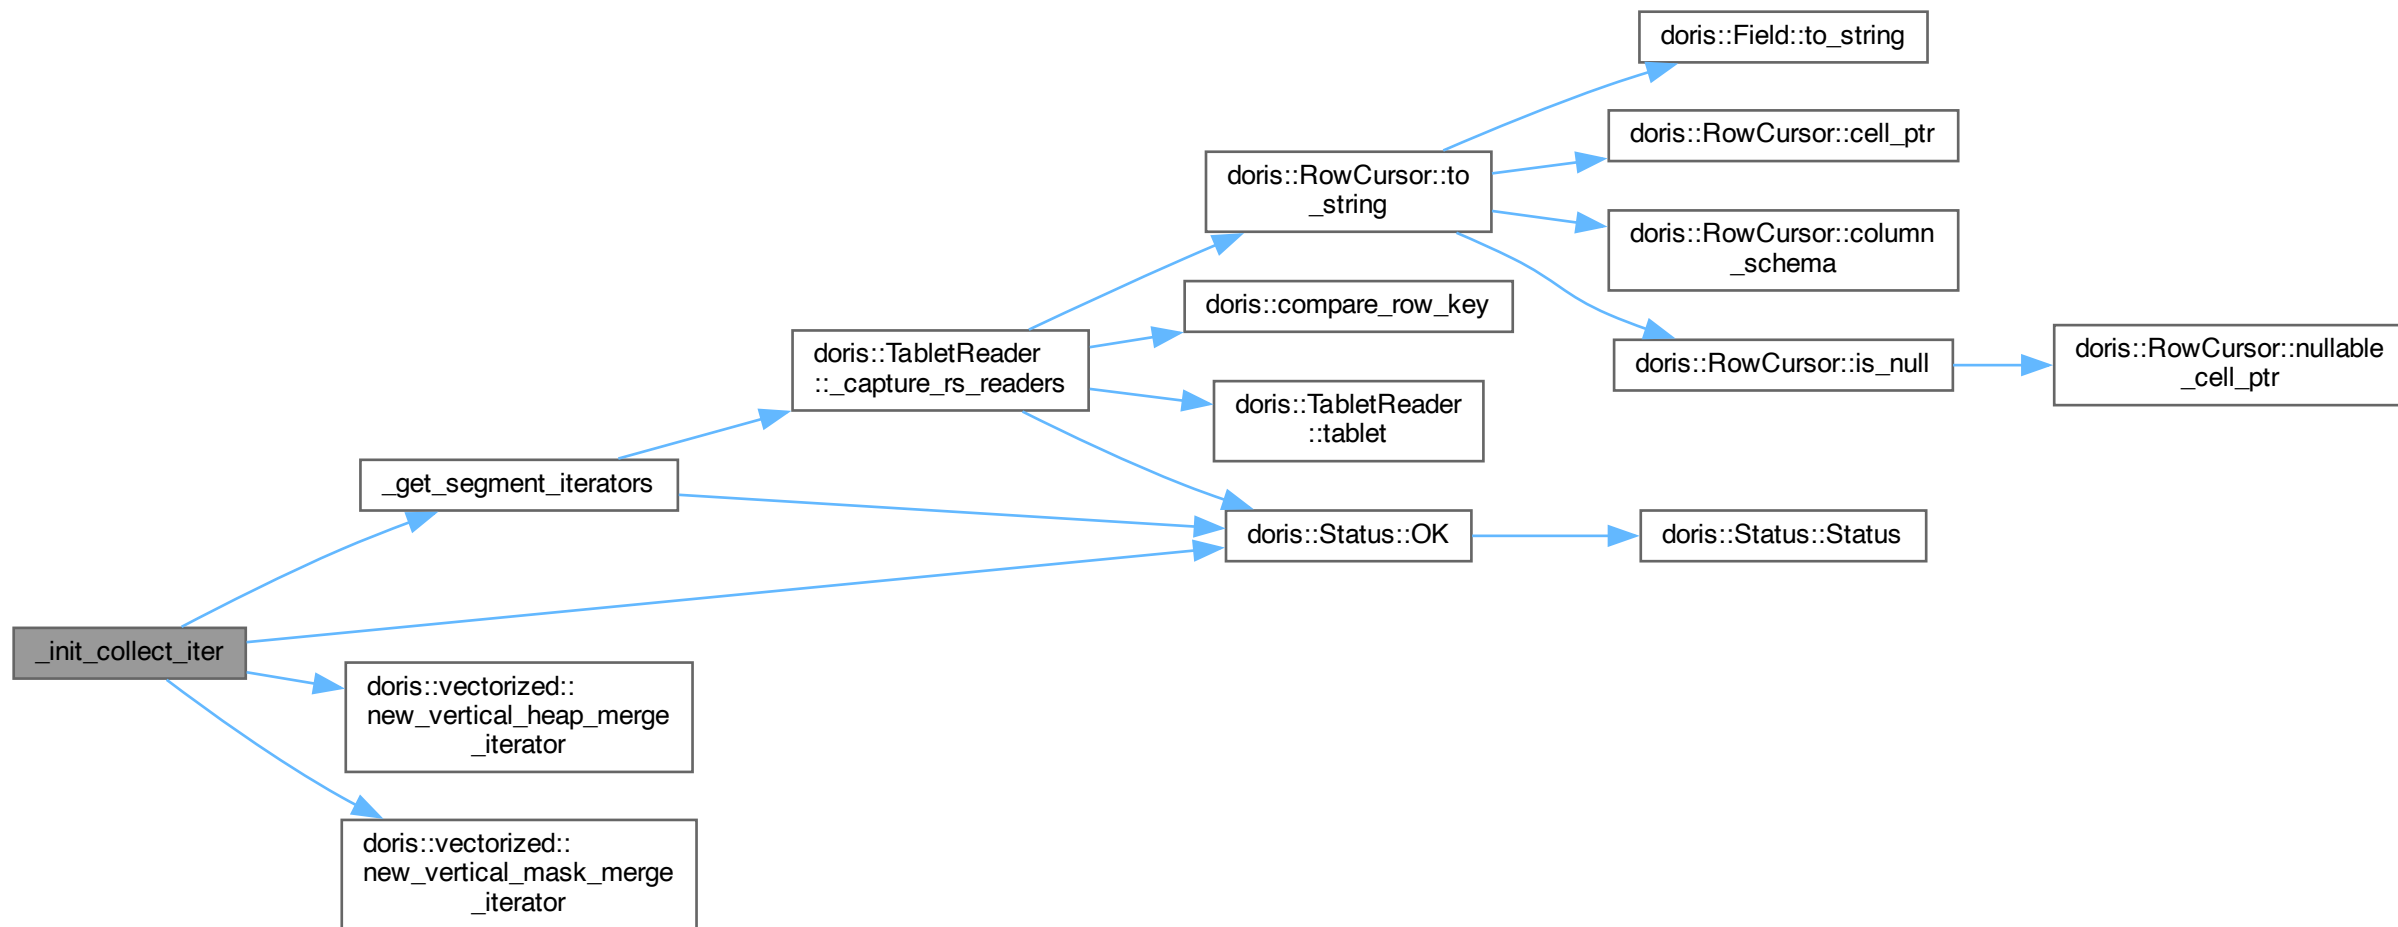 doris::Field::to_string
doris::RowCursor::cell_ptr
doris::RowCursor::to
_string
doris::RowCursor::column
_schema
doris::compare_row_key
doris::TabletReader
::_capture_rs_readers
doris::RowCursor::is_null
doris::RowCursor::nullable
_cell_ptr
doris::TabletReader
::tablet
_get_segment_iterators
doris::Status::OK
doris::Status::Status
_init_collect_iter
doris::vectorized::
new_vertical_heap_merge
_iterator
doris::vectorized::
new_vertical_mask_merge
_iterator